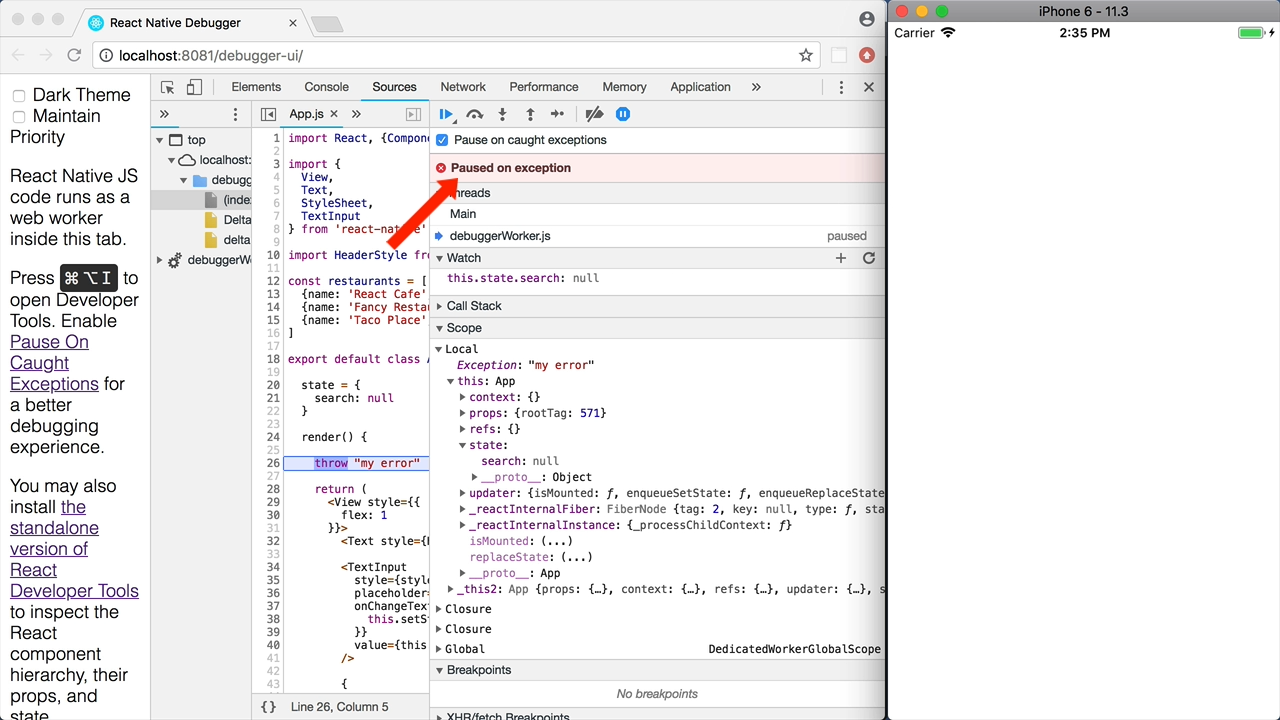 React Native Debugger
localhost:8081/debugger-ui/
Dark Theme
Maintain
Priority
React Native JS
code runs as a
web worker
inside this tab.
Press ⌘⌥I to
open Developer
Tools. Enable
Pause On
Caught
Exceptions for
a better
debugging
experience.
You may also
install the
standalone
version of
React
Developer Tools
to inspect the
React
component
hierarchy, their
props, and
state.
Elements Console Sources Network Performance Memory Application »
»
top
localhost:
debugg
(inde
Delta
delta
debuggerWo
App.js × »
1 import React, {Compone
2
3 import {
4 View,
5 Text,
6 StyleSheet,
7 TextInput
8 } from 'react-native'
9
10 import HeaderStyle fro
11
12 const restaurants = [
13 {name: 'React Cafe'
14 {name: 'Fancy Restau
15 {name: 'Taco Place',
16 ]
17
18 export default class A
19
20 state = {
21 search: null
22 }
23
24 render() {
25
26 throw "my error"
27
28 return (
29 <View style={{
30 flex: 1
31 }}>
32 <Text style={h
33
34 <TextInput
35 style={style
36 placeholder=
37 onChangeText
38 this.setSt
39 }}
40 value={this
41 />
42
43 {
{} Line 26, Column 5
Pause on caught exceptions
Paused on exception
Threads
Main
debuggerWorker.js paused
Watch
this.state.search: null
Call Stack
Scope
Local
Exception: "my error"
this: App
context: {}
props: {rootTag: 571}
refs: {}
state:
search: null
__proto__: Object
updater: {isMounted: ƒ, enqueueSetState: ƒ, enqueueReplaceState
_reactInternalFiber: FiberNode {tag: 2, key: null, type: ƒ, sta
_reactInternalInstance: {_processChildContext: ƒ}
isMounted: (...)
replaceState: (...)
__proto__: App
_this2: App {props: {…}, context: {…}, refs: {…}, updater: {…}, s
Closure
Closure
Global DedicatedWorkerGlobalScope
Breakpoints
No breakpoints
XHR/fetch Breakpoints
iPhone 6 - 11.3
Carrier 2:35 PM